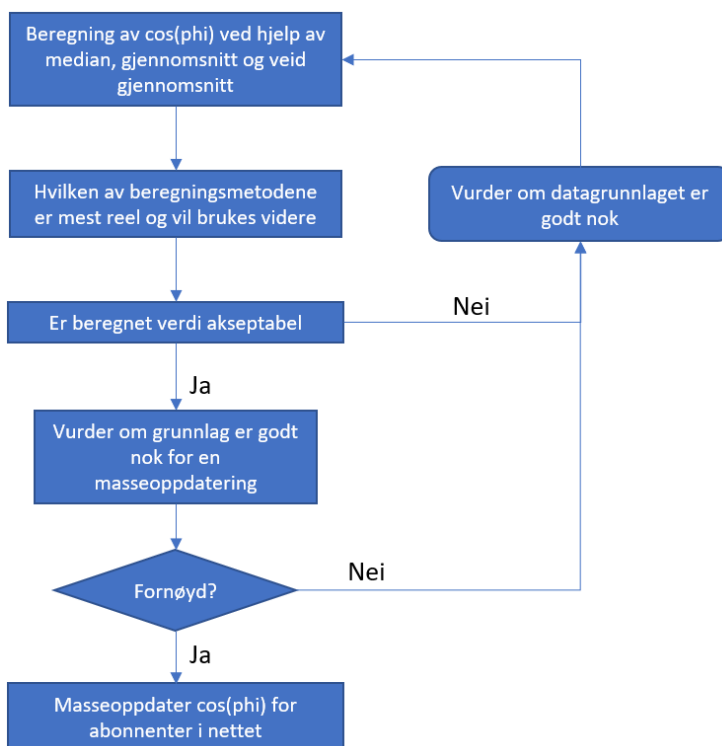 Beregning av cos(phi) ved hjelp av
median, gjennomsnitt og veid
gjennomsnitt
Hvilken av beregningsmetodene
er mest reel og vil brukes videre
Vurder om datagrunnlaget er
godt nok
Er beregnet verdi akseptabel
Nei
Ja
Vurder om grunnlag er godt
nok for en
masseoppdatering
Fornøyd?
Nei
Ja
Masseoppdater cos(phi) for
abonnenter i nettet